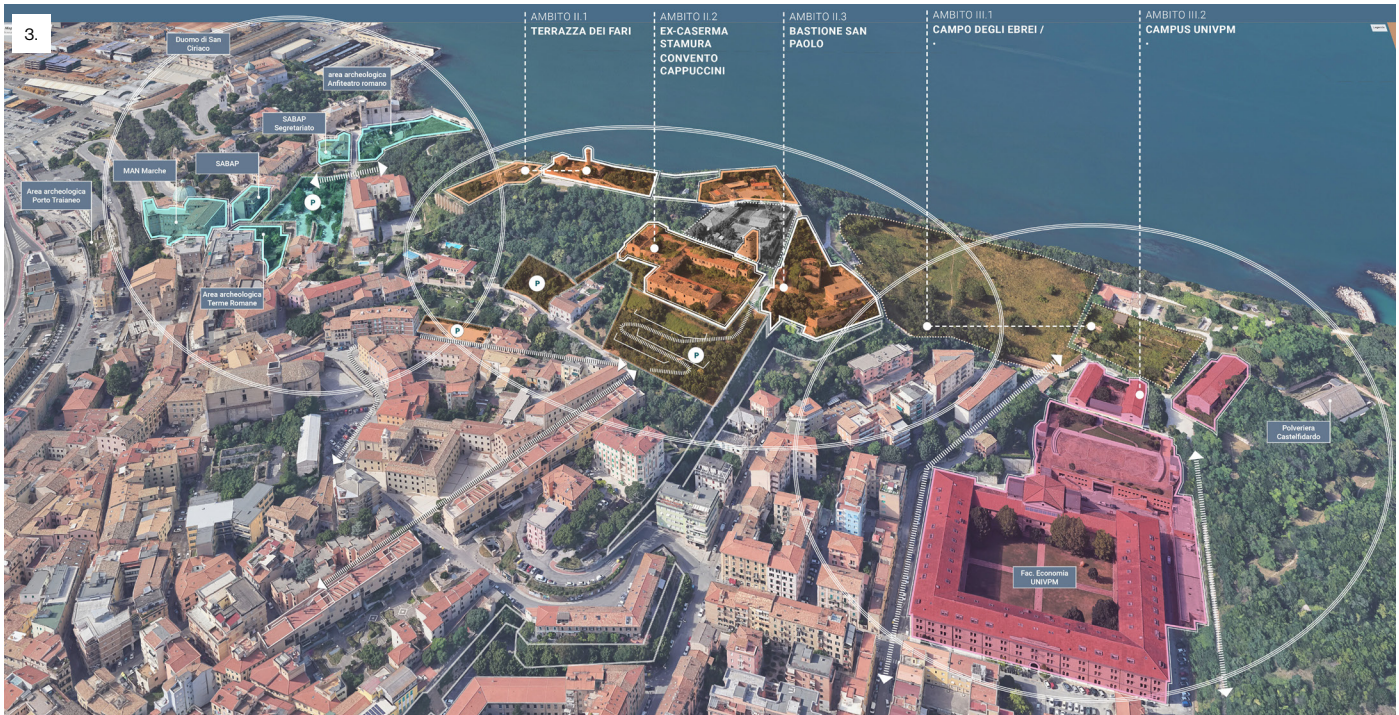 3.
AMBITO II.1
TERRAZZA DEI FARI
AMBITO II.2
EX-CASERMA
STAMURA
CONVENTO
CAPPUCCINI
AMBITO II.3
BASTIONE SAN
PAOLO
AMBITO III.1
CAMPO DEGLI EBREI /
.
AMBITO III.2
CAMPUS UNIVPM
.
Duomo di San
Ciriaco
area archeologica
Anfiteatro romano
SABAP
Segretariato
SABAP
MAN Marche
Area archeologica
Porto Traianeo
P
Area archeologica
Terme Romane
P
P
P
Polveriera
Castelfidardo
Fac. Economia
UNIVPM